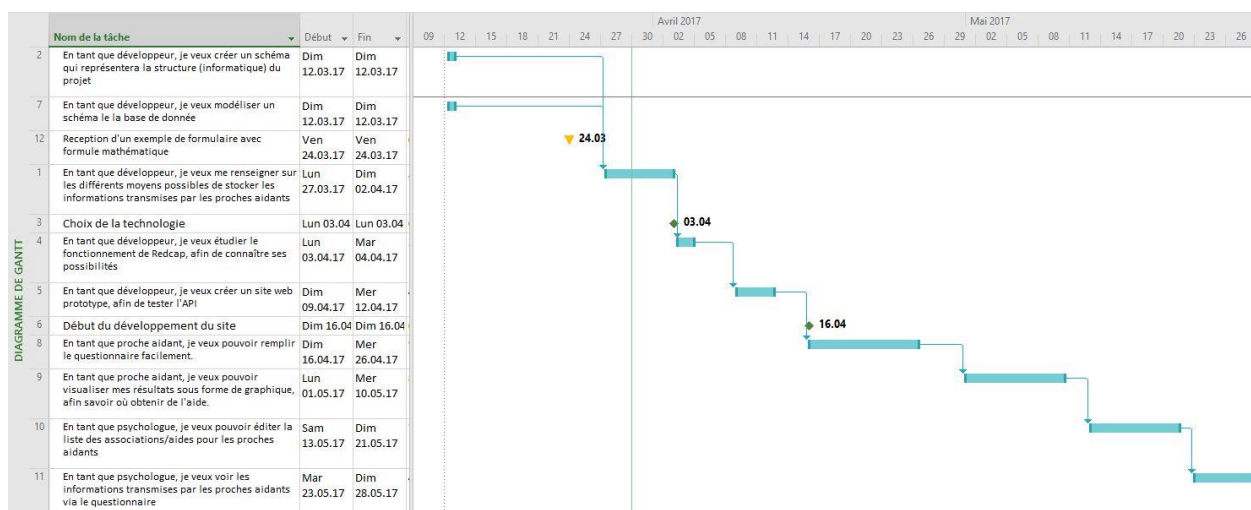 Avril 2017 Mai 2017
Nom de la tâche Début Fin 09 12 15 18 21 24 27 30 02 05 08 11 14 17 20 23 26 29 02 05 08 11 14 17 20 23 26
2 En tant que développeur, je veux créer un schéma Dim Dim
qui représentera la structure (informatique) du 12.03.17 12.03.17
projet
7 En tant que développeur, je veux modéliser un Dim Dim
schéma le la base de donnée 12.03.17 12.03.17
12 Reception d'un exemple de formulaire avec Ven Ven 24.03
formule mathématique 24.03.17 24.03.17
1 En tant que développeur, je veux me renseigner sur Lun Dim
les différents moyens possibles de stocker les 27.03.17 02.04.17
informations transmises par les proches aidants
3 Choix de la technologie Lun 03.04 Lun 03.04 03.04
4 En tant que développeur, je veux étudier le Lun Mar
fonctionnement de Redcap, afin de connaître ses 03.04.17 04.04.17
possibilités
5 En tant que développeur, je veux créer un site web Dim Mer
prototype, afin de tester l'API 09.04.17 12.04.17
6 Début du développement du site Dim 16.04 Dim 16.04 16.04
8 En tant que proche aidant, je veux pouvoir remplir Dim Mer
le questionnaire facilement. 16.04.17 26.04.17
9 En tant que proche aidant, je veux pouvoir Lun Mer
visualiser mes résultats sous forme de graphique, 01.05.17 10.05.17
afin savoir où obtenir de l'aide.
10 En tant que psychologue, je veux pouvoir éditer la Sam Dim
liste des associations/aides pour les proches 13.05.17 21.05.17
aidants
11 En tant que psychologue, je veux voir les Mar Dim
informations transmises par les proches aidants 23.05.17 28.05.17
via le questionnaire
DIAGRAMME DE GANTT